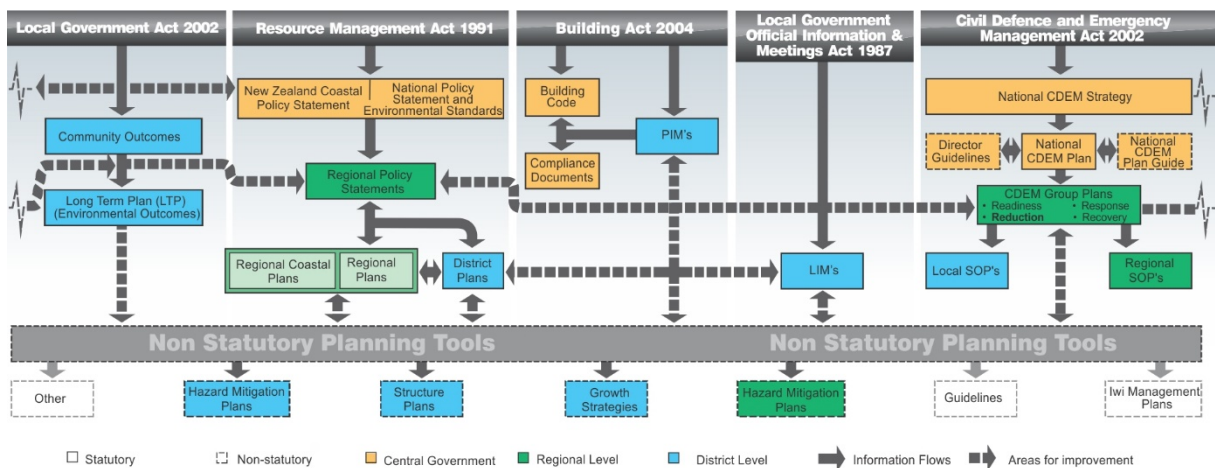 Local Government Act 2002
Resource Management Act 1991
Building Act 2004
Local Government
Official Information &
Meetings Act 1987
Civil Defence and Emergency
Management Act 2002
New Zealand Coastal
Policy Statement
National Policy
Statement and
Environmental Standards
Building
Code
PIM's
National CDEM Strategy
Community Outcomes
Compliance
Documents
Director
Guidelines
National
CDEM Plan
National
CDEM
Plan Guide
Regional Policy
Statements
Long Term Plan (LTP)
(Environmental Outcomes)
CDEM Group Plans
• Readiness
• Response
• Reduction
• Recovery
Regional Coastal
Plans
Regional Plans
District
Plans
LIM's
Local SOP's
Regional
SOP's
Non Statutory Planning Tools
Non Statutory Planning Tools
Other
Hazard Mitigation
Plans
Structure
Plans
Growth
Strategies
Hazard Mitigation
Plans
Guidelines
Iwi Management
Plans
Statutory
Non-statutory
Central Government
Regional Level
District Level
Information Flows
Areas for improvement